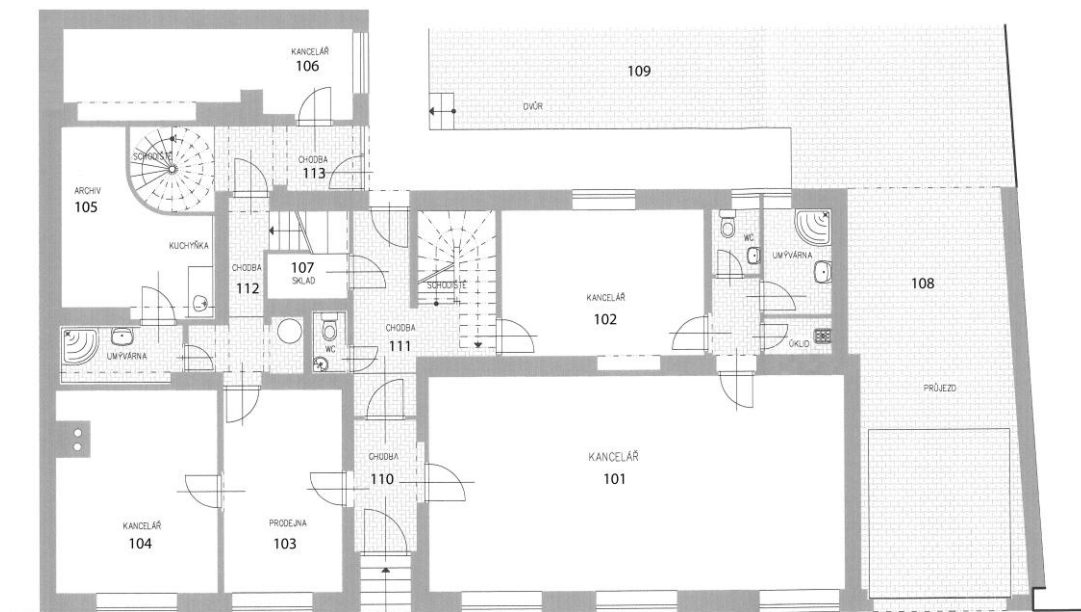 KANCELÁŘ
106
109
DVŮR
SCHODIŠTĚ
CHODBA
113
ARCHIV
105
KUCHYŇKA
CHODBA
112
107
SKLAD
SCHODIŠTĚ
KANCELÁŘ
102
WC
UMÝVÁRNA
108
CHODBA
111
WC
UMÝVÁRNA
ÚKLID
PRŮJEZD
CHODBA
110
KANCELÁŘ
101
KANCELÁŘ
104
PRODEJNA
103